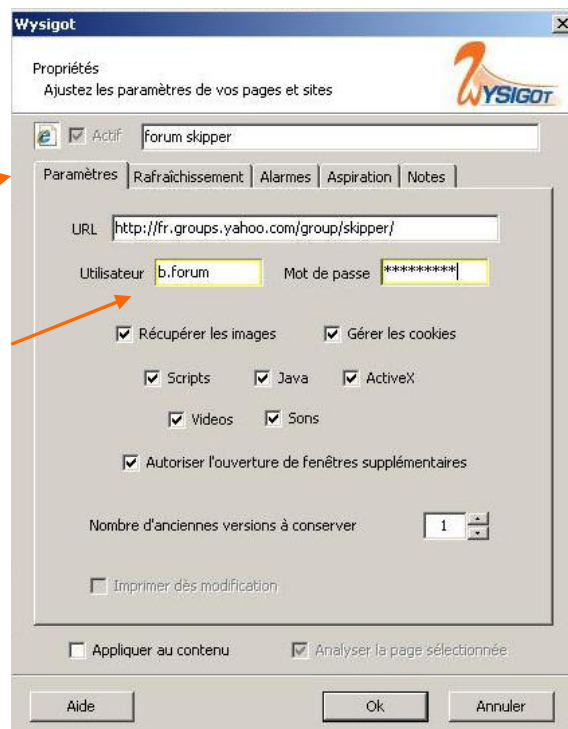 Wysigot
Propriétés
Ajustez les paramètres de vos pages et sites
WYSIGOT
Actif forum skipper
Paramètres Rafraîchissement Alarmes Aspiration Notes
URL http://fr.groups.yahoo.com/group/skipper/
Utilisateur b.forum Mot de passe *********
Récupérer les images Gérer les cookies
Scripts Java ActiveX
Videos Sons
Autoriser l'ouverture de fenêtres supplémentaires
Nombre d'anciennes versions à conserver 1
Imprimer dès modification
Appliquer au contenu Analyser la page sélectionnée
Aide Ok Annuler